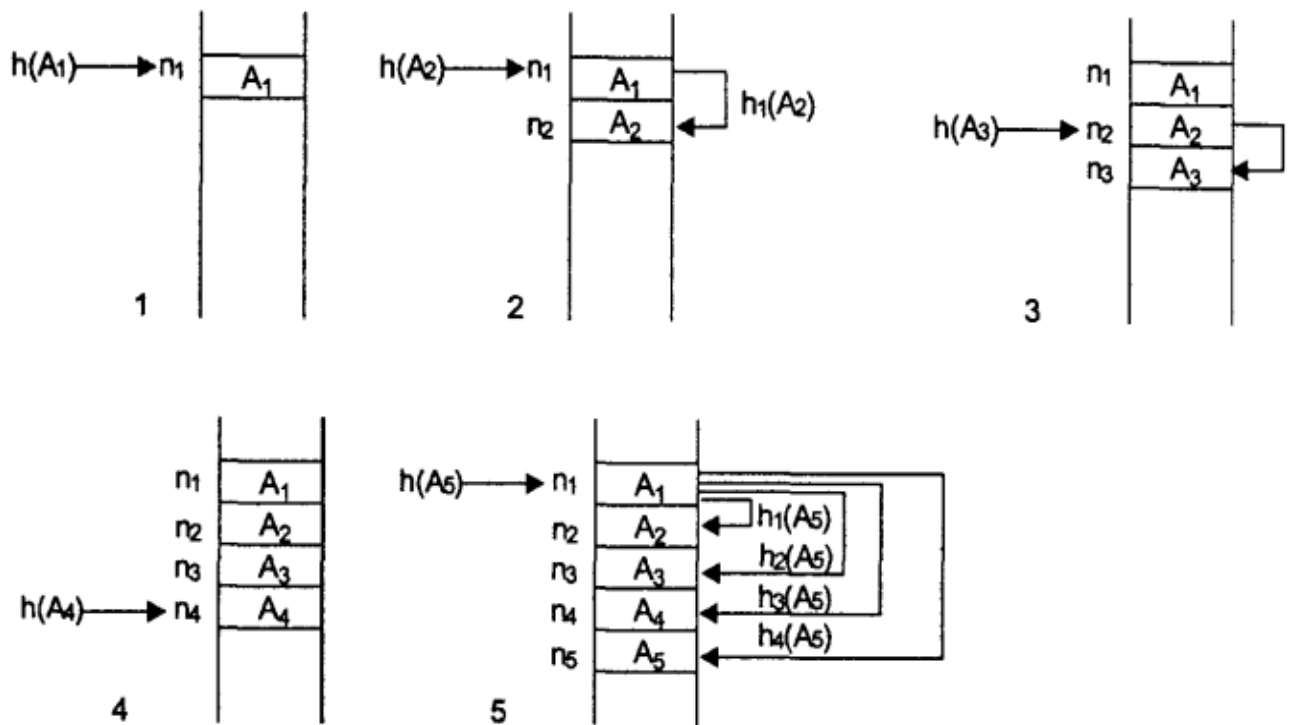 h(A₁) n₁ A₁
1
h(A₂) n₁ A₁
h₁(A₂)
n₂ A₂
2
n₁ A₁
h(A₃) n₂ A₂
n₃ A₃
3
n₁ A₁
n₂ A₂
n₃ A₃
h(A₄) n₄ A₄
4
h(A₅) n₁ A₁
n₂ A₂ h₁(A₅)
h₂(A₅)
n₃ A₃
h₃(A₅)
n₄ A₄
h₄(A₅)
n₅ A₅
5